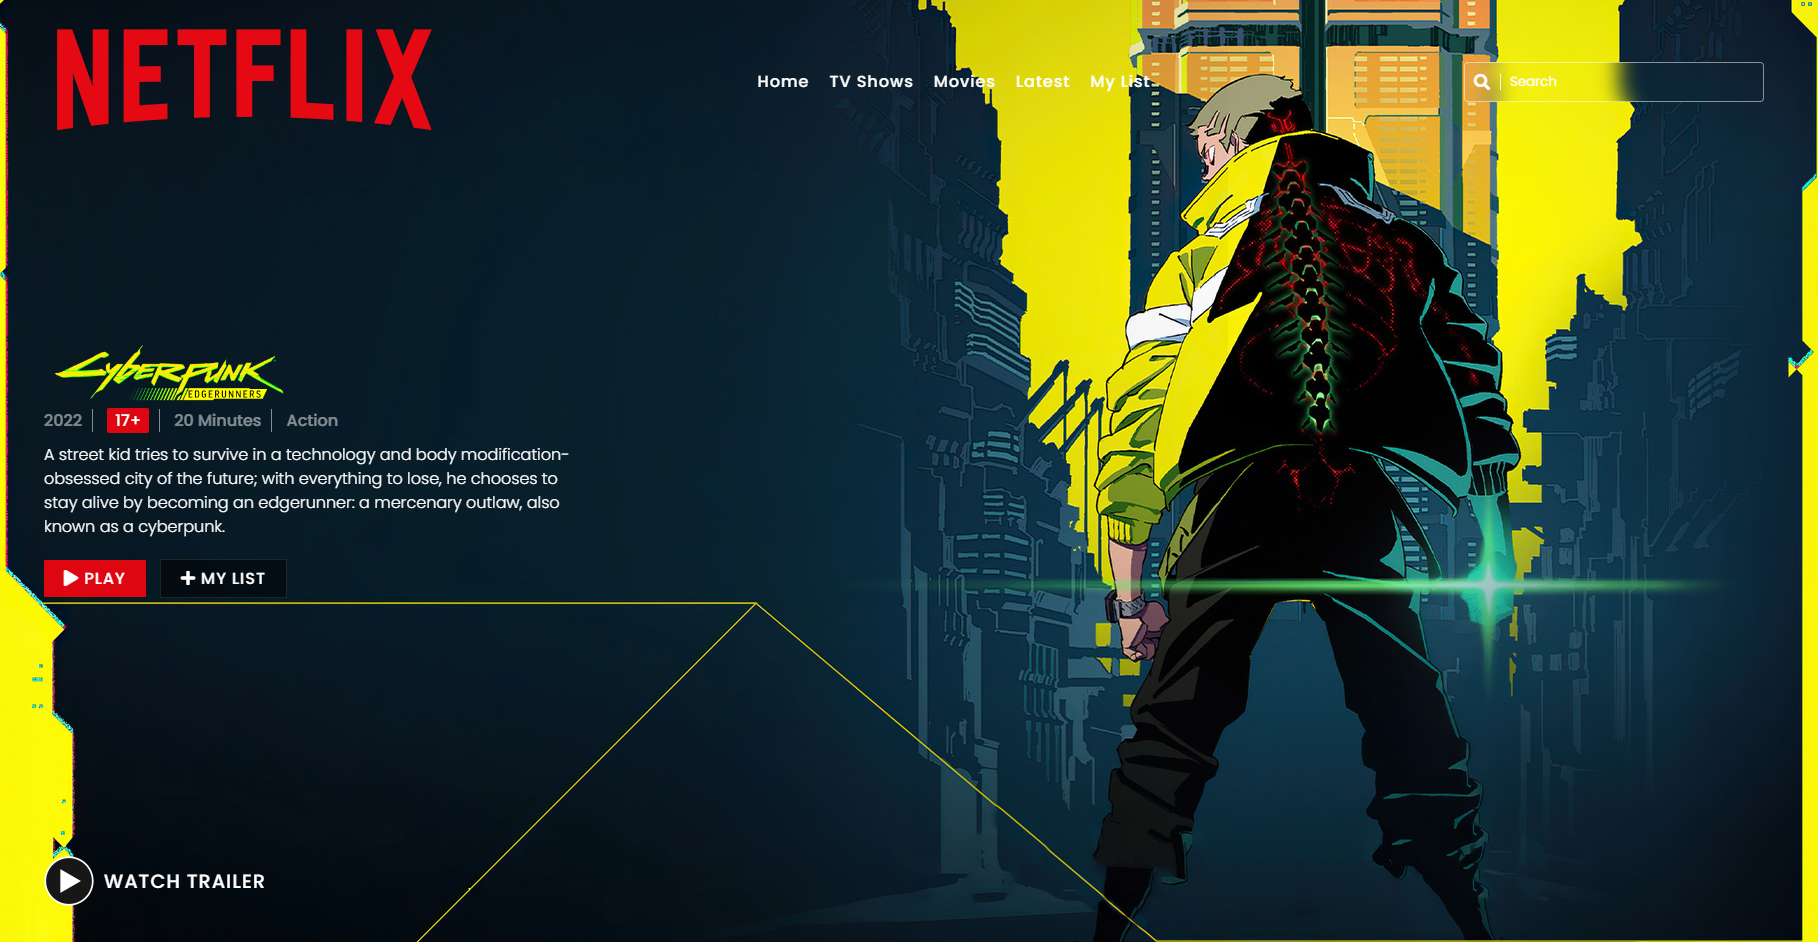 NETFLIX
Home TV Shows Movies Latest My List
Search
Cyberpunk
EDGERUNNERS
2022 17+ 20 Minutes Action
A street kid tries to survive in a technology and body modification-
obsessed city of the future; with everything to lose, he chooses to
stay alive by becoming an edgerunner: a mercenary outlaw, also
known as a cyberpunk.
PLAY MY LIST
WATCH TRAILER